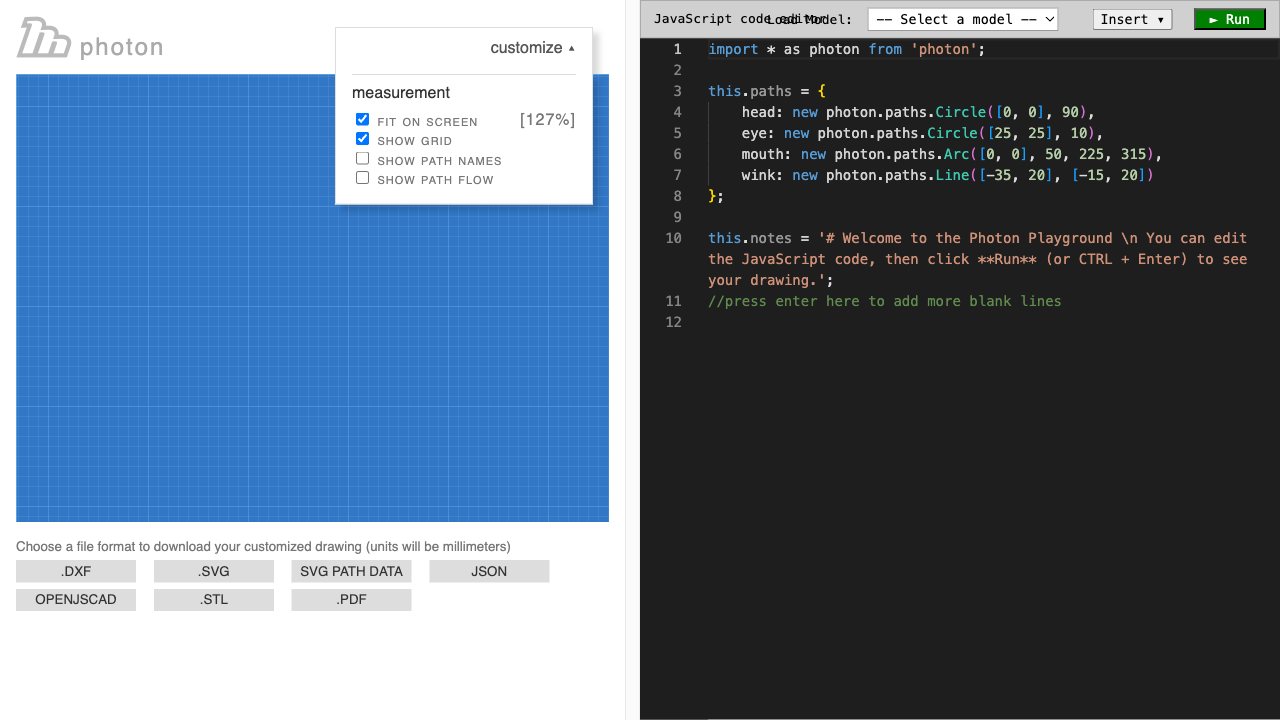 photon
customize ▲
measurement
FIT ON SCREEN [127%]
SHOW GRID
SHOW PATH NAMES
SHOW PATH FLOW
Choose a file format to download your customized drawing (units will be millimeters)
.DXF .SVG SVG PATH DATA JSON
OPENJSCAD .STL .PDF
JavaScript code editor Load Model: -- Select a model -- Insert ▾ ► Run
1 import * as photon from 'photon';
2
3 this.paths = {
4 head: new photon.paths.Circle([0, 0], 90),
5 eye: new photon.paths.Circle([25, 25], 10),
6 mouth: new photon.paths.Arc([0, 0], 50, 225, 315),
7 wink: new photon.paths.Line([-35, 20], [-15, 20])
8 };
9
10 this.notes = '# Welcome to the Photon Playground \n You can edit
the JavaScript code, then click **Run** (or CTRL + Enter) to see
your drawing.';
11 //press enter here to add more blank lines
12